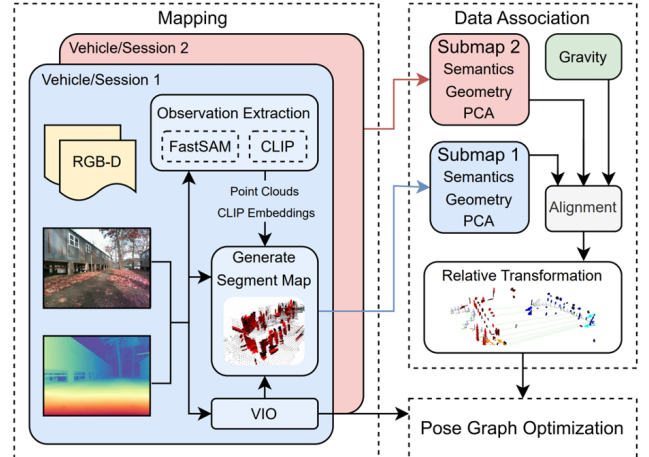 Mapping
Vehicle/Session 2
Vehicle/Session 1
Observation Extraction
FastSAM
CLIP
RGB-D
Point Clouds
CLIP Embeddings
Generate
Segment Map
VIO
Data Association
Submap 2
Semantics
Geometry
PCA
Gravity
Submap 1
Semantics
Geometry
PCA
Alignment
Relative Transformation
Pose Graph Optimization